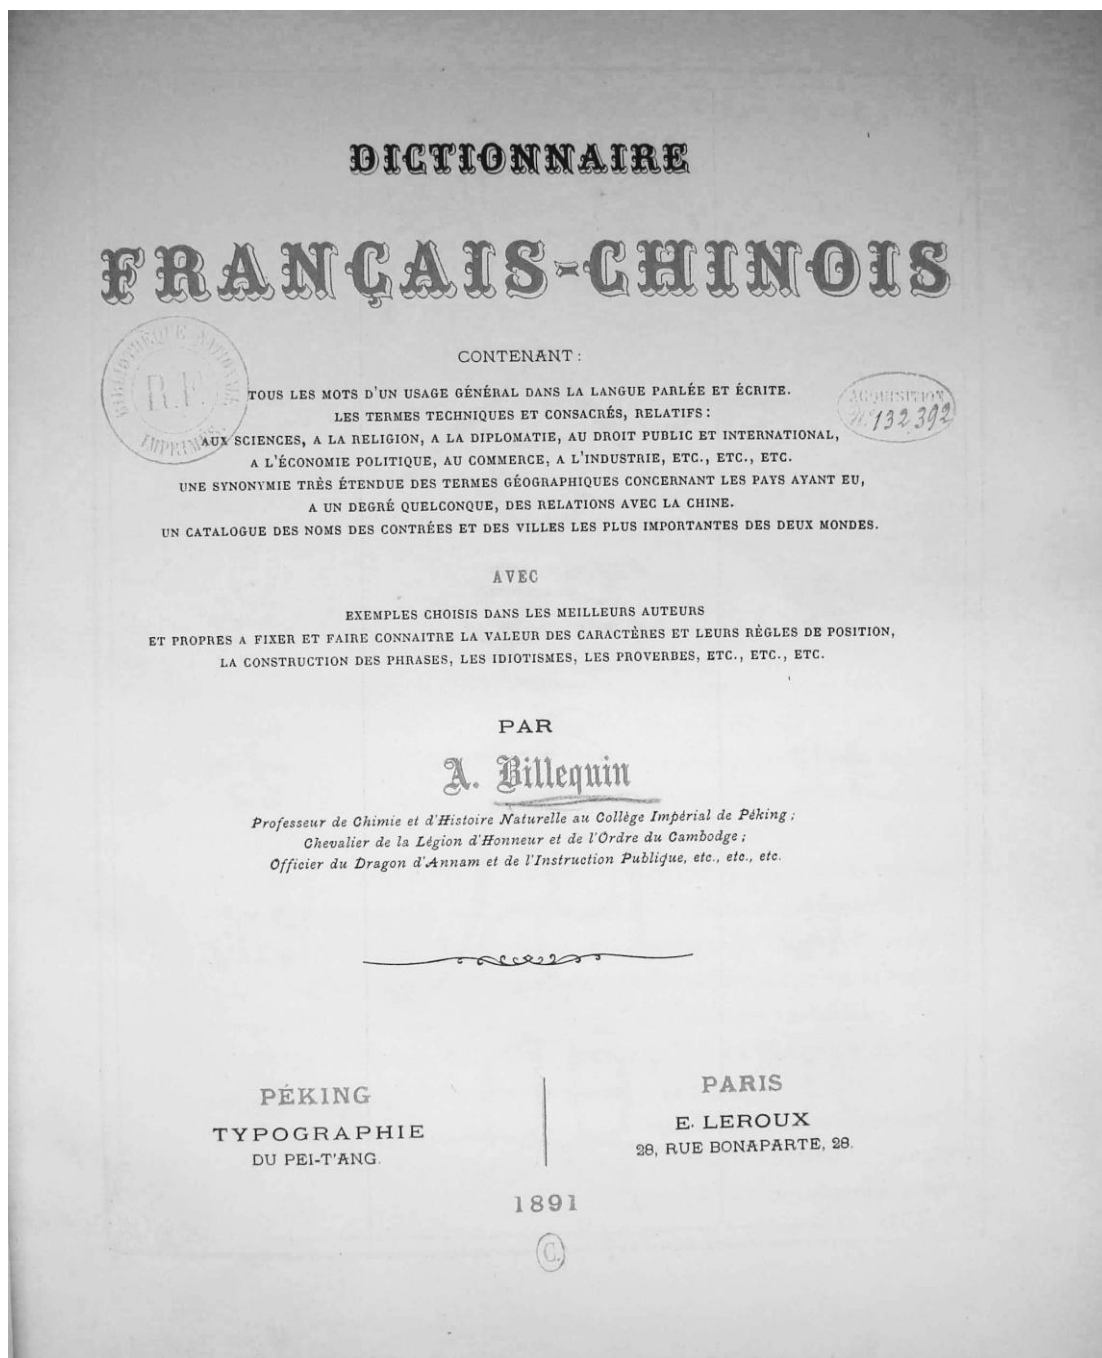 DICTIONNAIRE
FRANÇAIS-CHINOIS
CONTENANT:
TOUS LES MOTS D'UN USAGE GÉNÉRAL DANS LA LANGUE PARLÉE ET ÉCRITE.
LES TERMES TECHNIQUES ET CONSACRÉS, RELATIFS:
AUX SCIENCES, A LA RELIGION, A LA DIPLOMATIE, AU DROIT PUBLIC ET INTERNATIONAL,
A L'ÉCONOMIE POLITIQUE, AU COMMERCE, A L'INDUSTRIE, ETC., ETC., ETC.
UNE SYNONYMIE TRÈS ÉTENDUE DES TERMES GÉOGRAPHIQUES CONCERNANT LES PAYS AYANT EU,
A UN DEGRÉ QUELCONQUE, DES RELATIONS AVEC LA CHINE.
UN CATALOGUE DES NOMS DES CONTRÉES ET DES VILLES LES PLUS IMPORTANTES DES DEUX MONDES.
BIBLIOTHÈQUE NATIONALE
R.F.
IMPRIMÉS.
ACQUISITION
No. 132,392
AVEC
EXEMPLES CHOISIS DANS LES MEILLEURS AUTEURS
ET PROPRES A FIXER ET FAIRE CONNAITRE LA VALEUR DES CARACTÈRES ET LEURS RÈGLES DE POSITION,
LA CONSTRUCTION DES PHRASES, LES IDIOTISMES, LES PROVERBES, ETC., ETC., ETC.
PAR
A. Billequin
Professeur de Chimie et d'Histoire Naturelle au Collège Impérial de Péking;
Chevalier de la Légion d'Honneur et de l'Ordre du Cambodge;
Officier du Dragon d'Annam et de l'Instruction Publique, etc., etc., etc.
PÉKING
TYPOGRAPHIE
DU PEI-T'ANG.
PARIS
E. LEROUX
28, RUE BONAPARTE, 28.
1891
C.